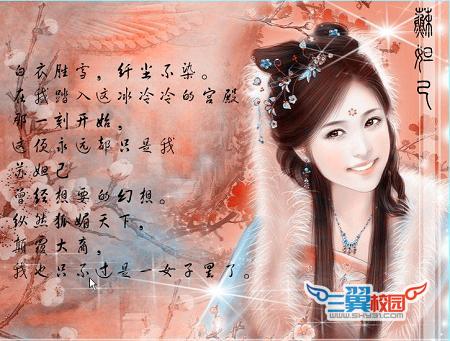 蘇妲己
白衣胜雪，纤尘不染。
在我踏入这冰冷冷的宫殿
那一刻开始，
这便永远都只是我
苏妲己
曾经想要的幻想。
纵然狐媚天下，
颠覆大商，
我也只不过是一女子罢了。
三翼校园
www.3HY31.com